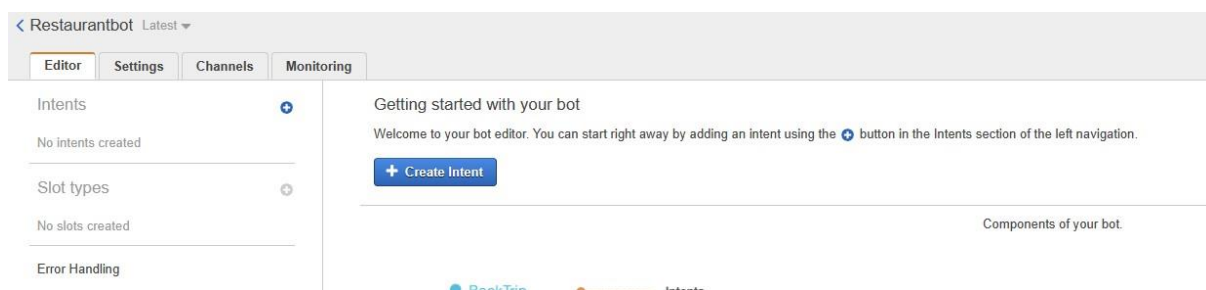 Restaurantbot Latest
Editor Settings Channels Monitoring
Intents
No intents created
Slot types
No slots created
Error Handling
Getting started with your bot
Welcome to your bot editor. You can start right away by adding an intent using the button in the Intents section of the left navigation.
+ Create Intent
Components of your bot.
BookTrip
Intents